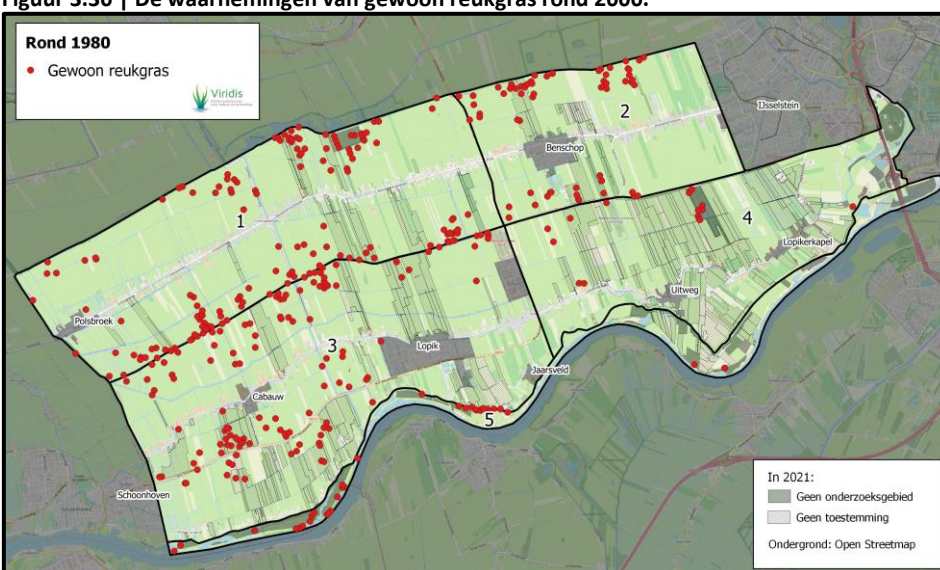 Figuur 3.30 | De waarnemingen van gewoon reukgras rond 2000.
Rond 1980
Gewoon reukgras
Viridis
2
IJsselstein
Benschop
1
4
Lopikerkapel
Uitweg
Polsbroek
3
Lopik
Jaarsveld
Cabauw
5
Schoonhoven
In 2021:
Geen onderzoeksgebied
Geen toestemming
Ondergrond: Open Streetmap